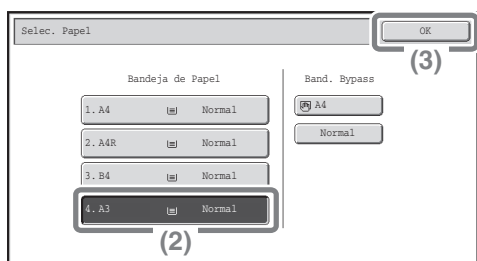 Selec. Papel
OK
(3)
Bandeja de Papel
Band. Bypass
1. A4 Normal
A4
2. A4R Normal
Normal
3. B4 Normal
4. A3 Normal
(2)